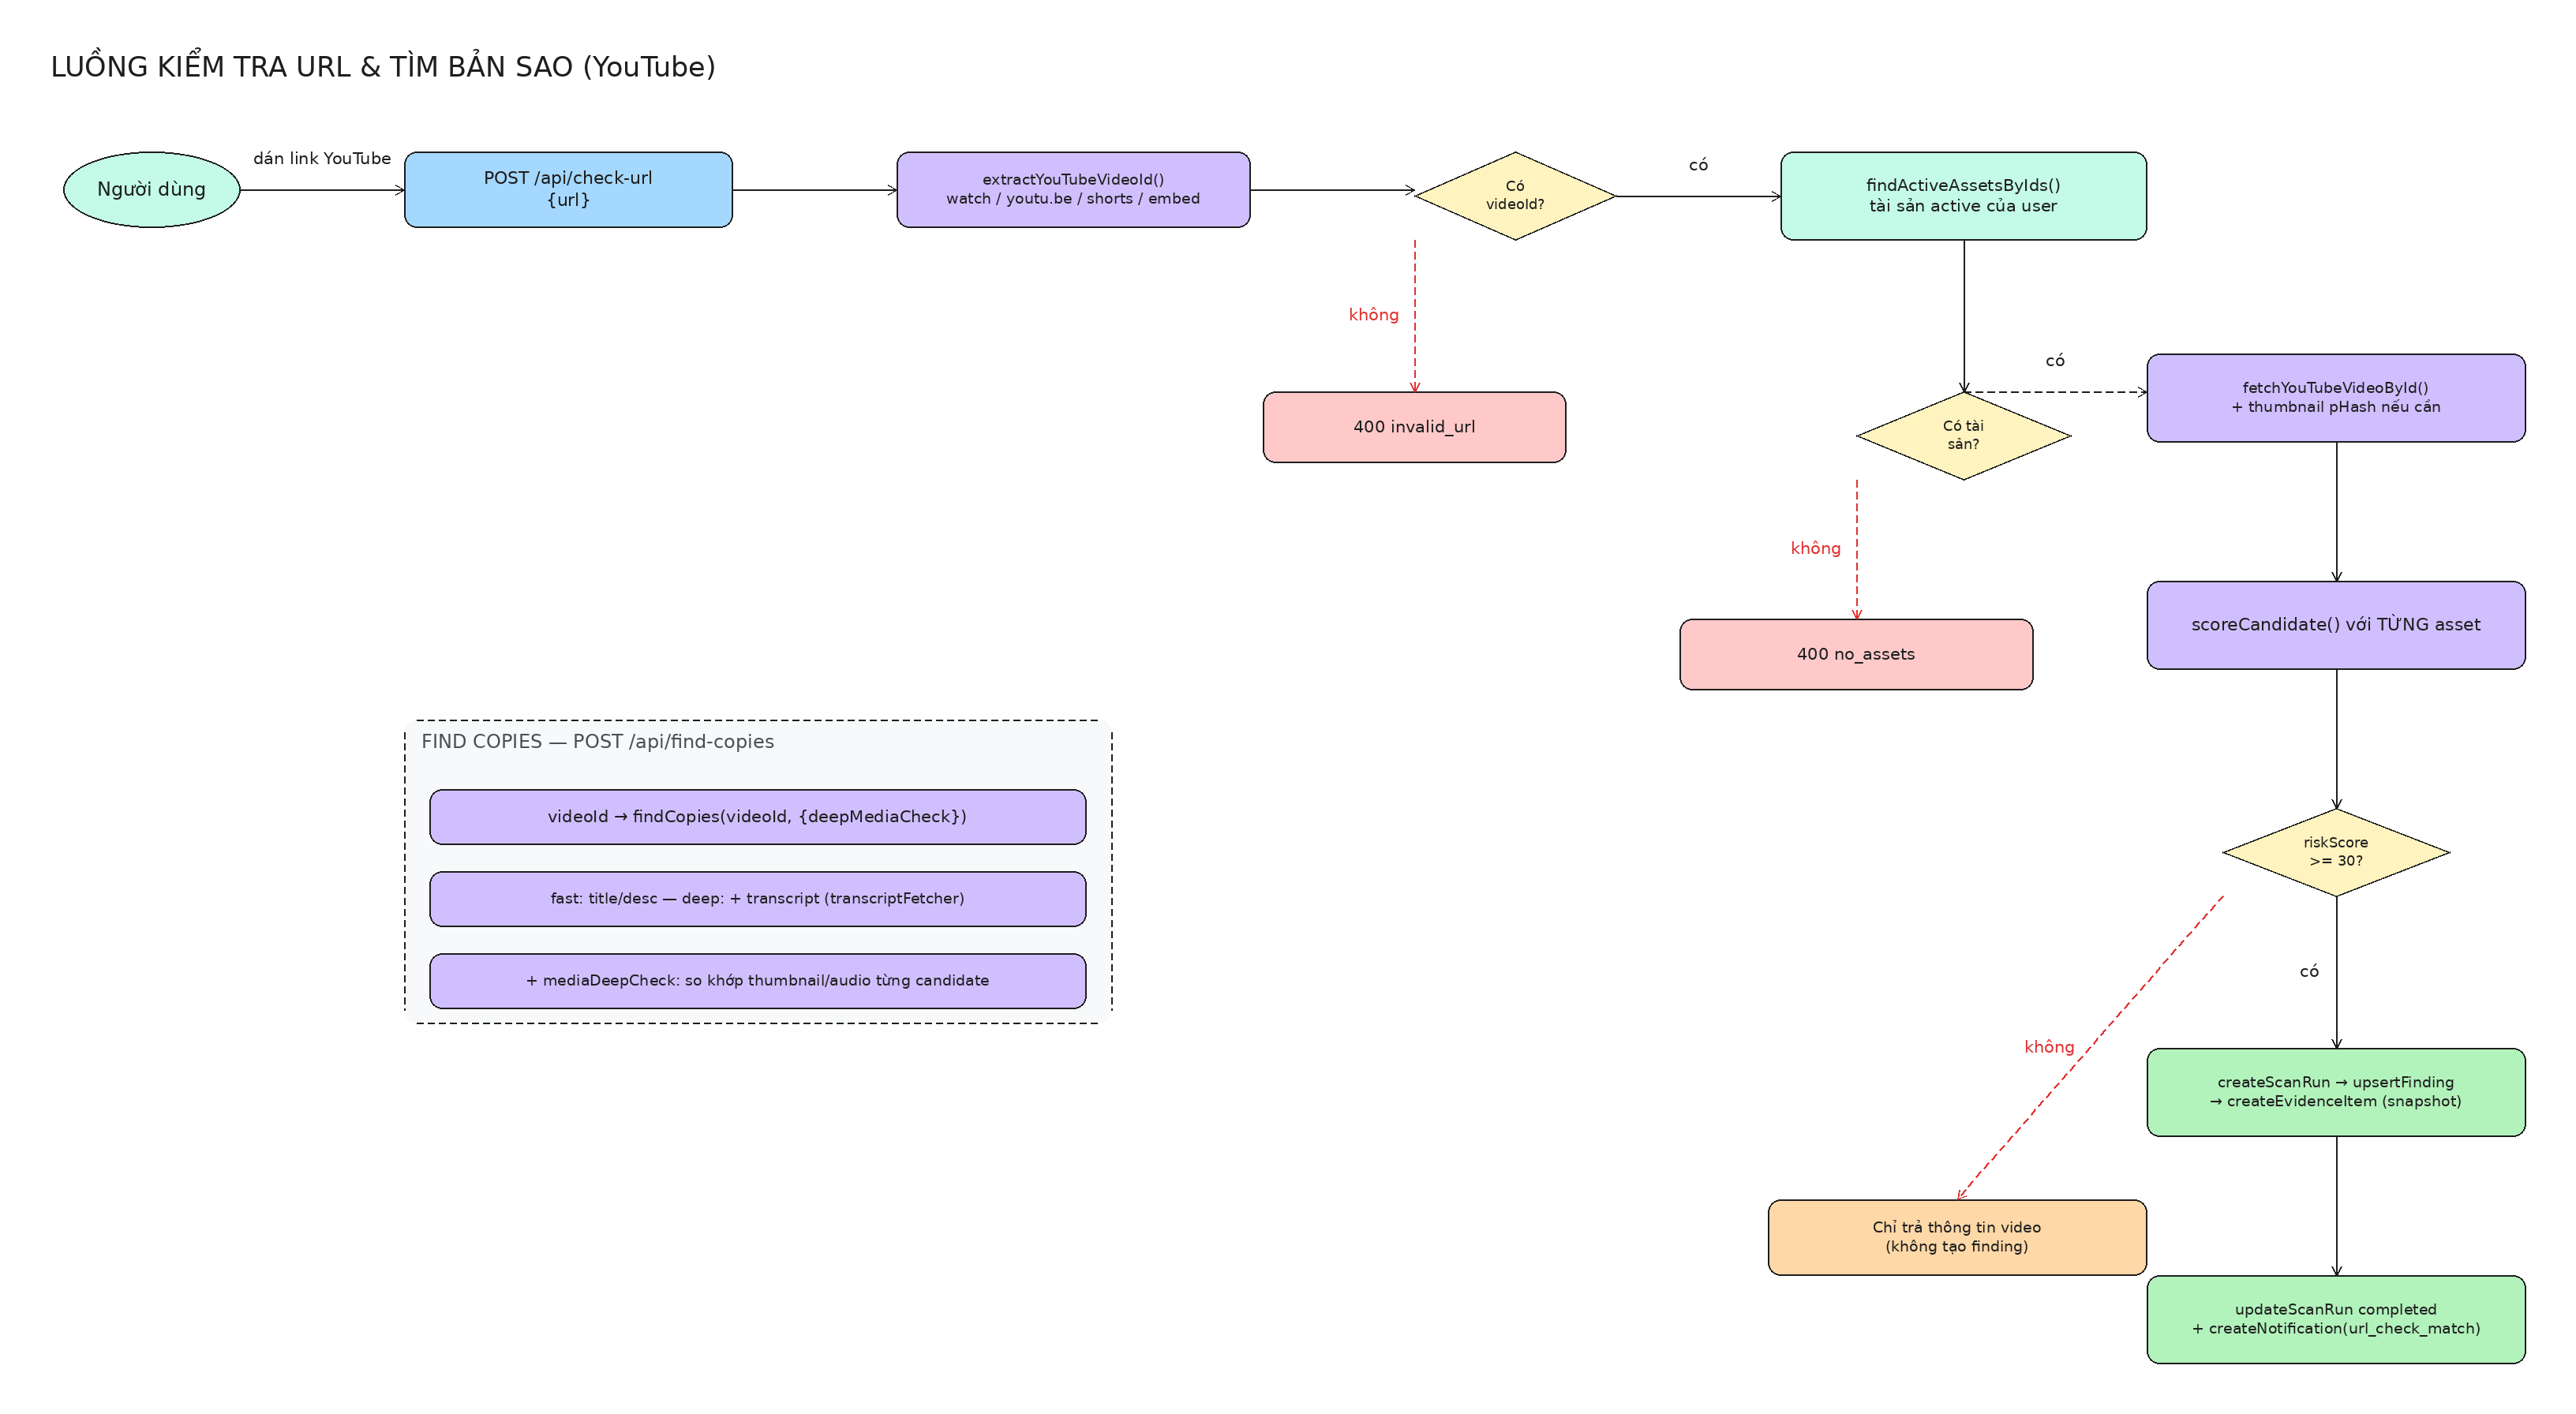 LUỒNG KIỂM TRA URL & TÌM BẢN SAO (YouTube)
Người dùng
dán link YouTube
POST /api/check-url
{url}
extractYouTubeVideoId()
watch / youtu.be / shorts / embed
Có
videoId?
có
findActiveAssetsByIds()
tài sản active của user
không
400 invalid_url
Có tài
sản?
có
fetchYouTubeVideoById()
+ thumbnail pHash nếu cần
không
400 no_assets
scoreCandidate() với TỪNG asset
FIND COPIES — POST /api/find-copies
videoId → findCopies(videoId, {deepMediaCheck})
fast: title/desc — deep: + transcript (transcriptFetcher)
+ mediaDeepCheck: so khớp thumbnail/audio từng candidate
riskScore
>= 30?
có
không
createScanRun → upsertFinding
→ createEvidenceItem (snapshot)
Chỉ trả thông tin video
(không tạo finding)
updateScanRun completed
+ createNotification(url_check_match)